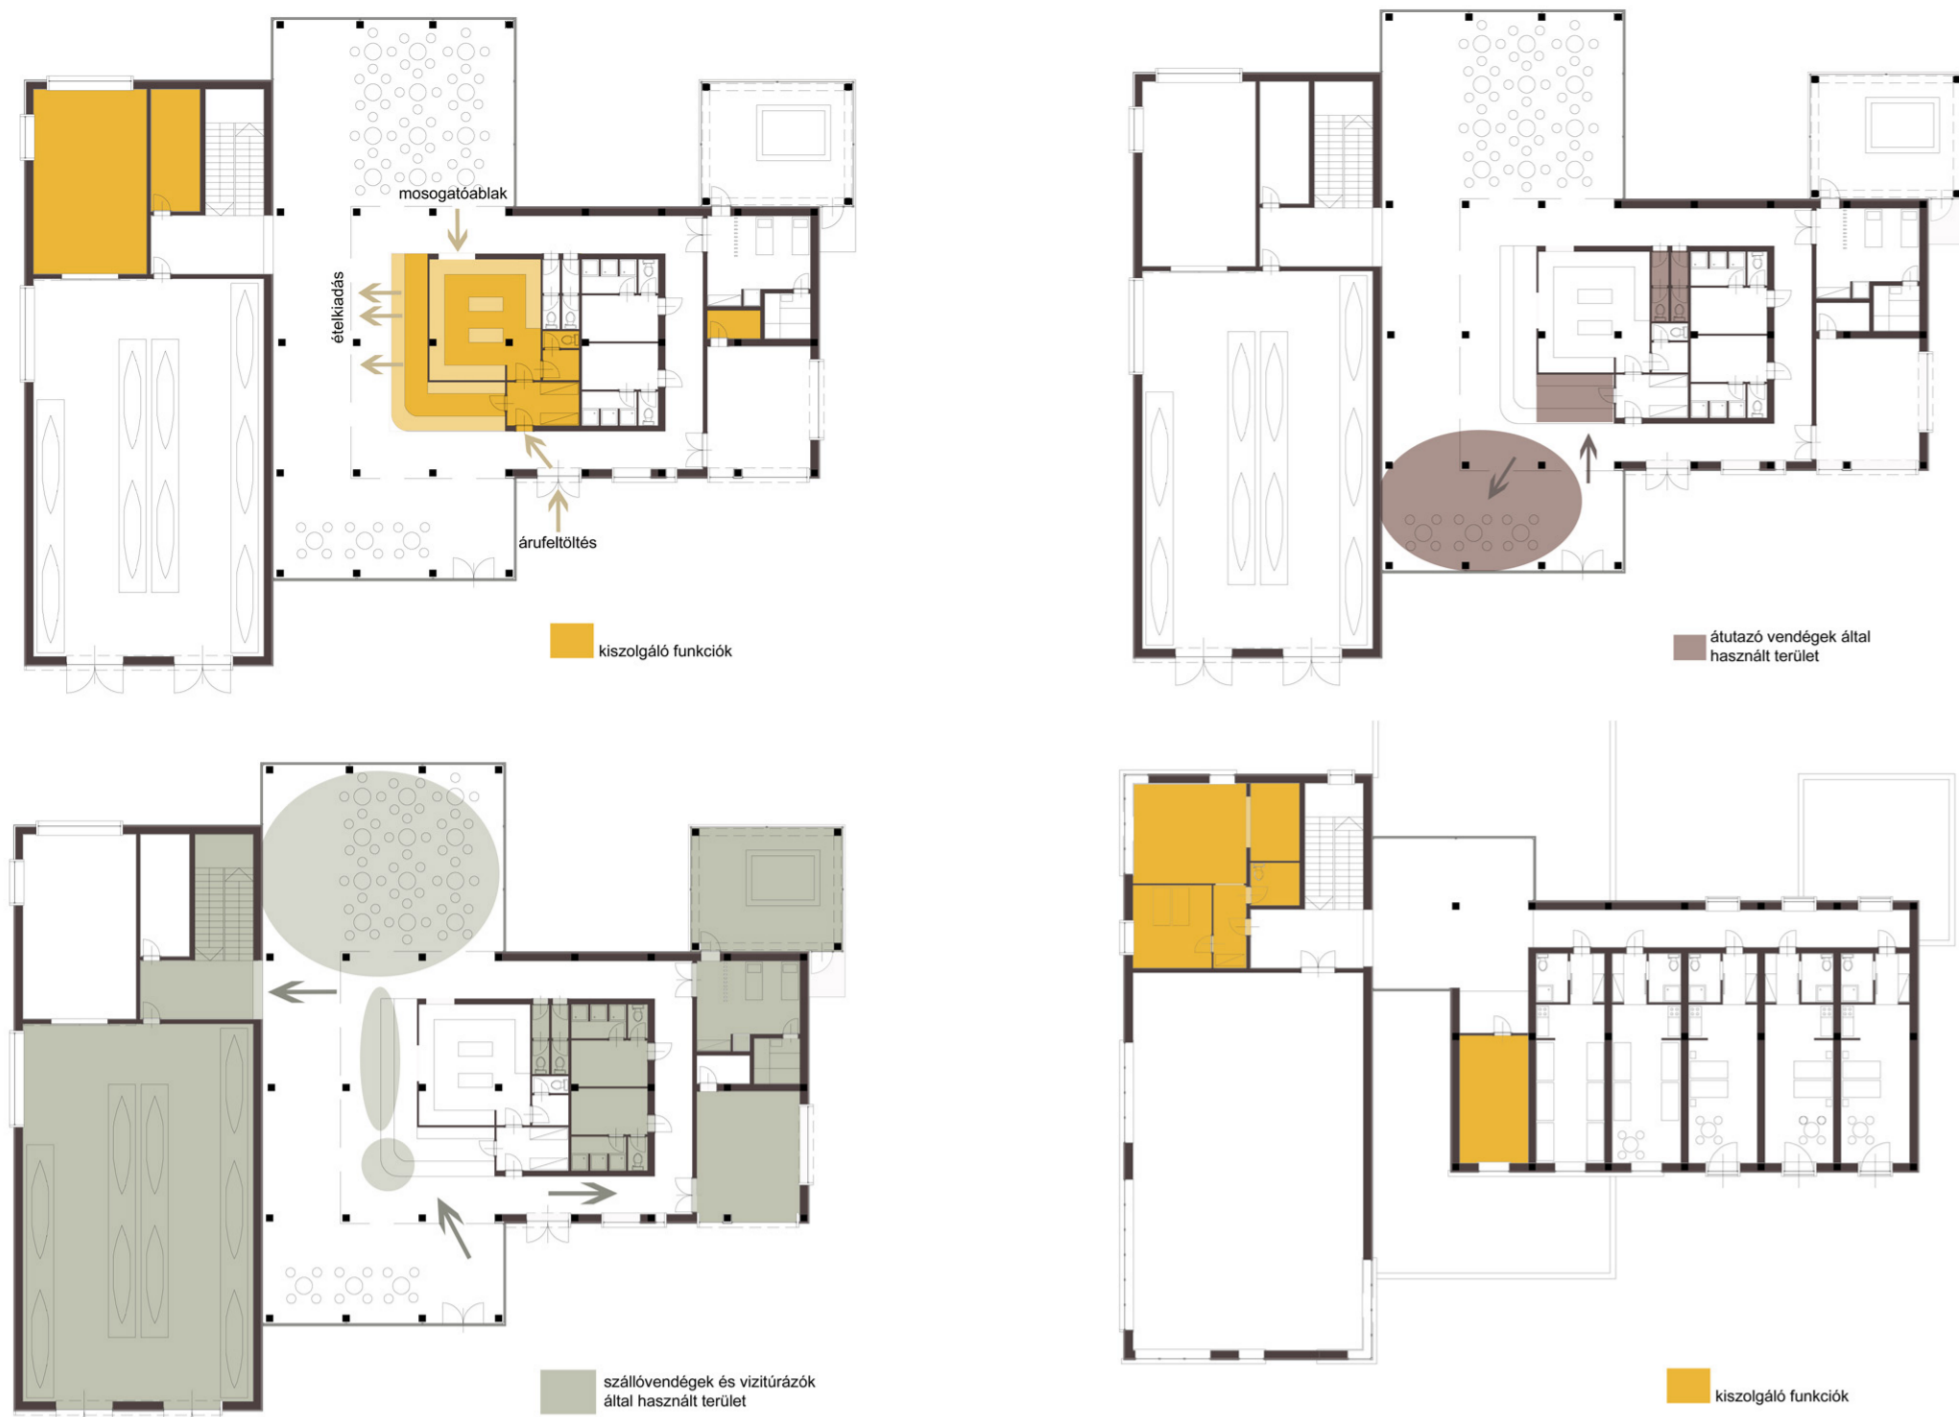 mosogatóablak
ételkiadás
árufeltöltés
kiszolgáló funkciók
átutazó vendégek által
használt terület
szállóvendégek és vizitúrázók
által használt terület
kiszolgáló funkciók